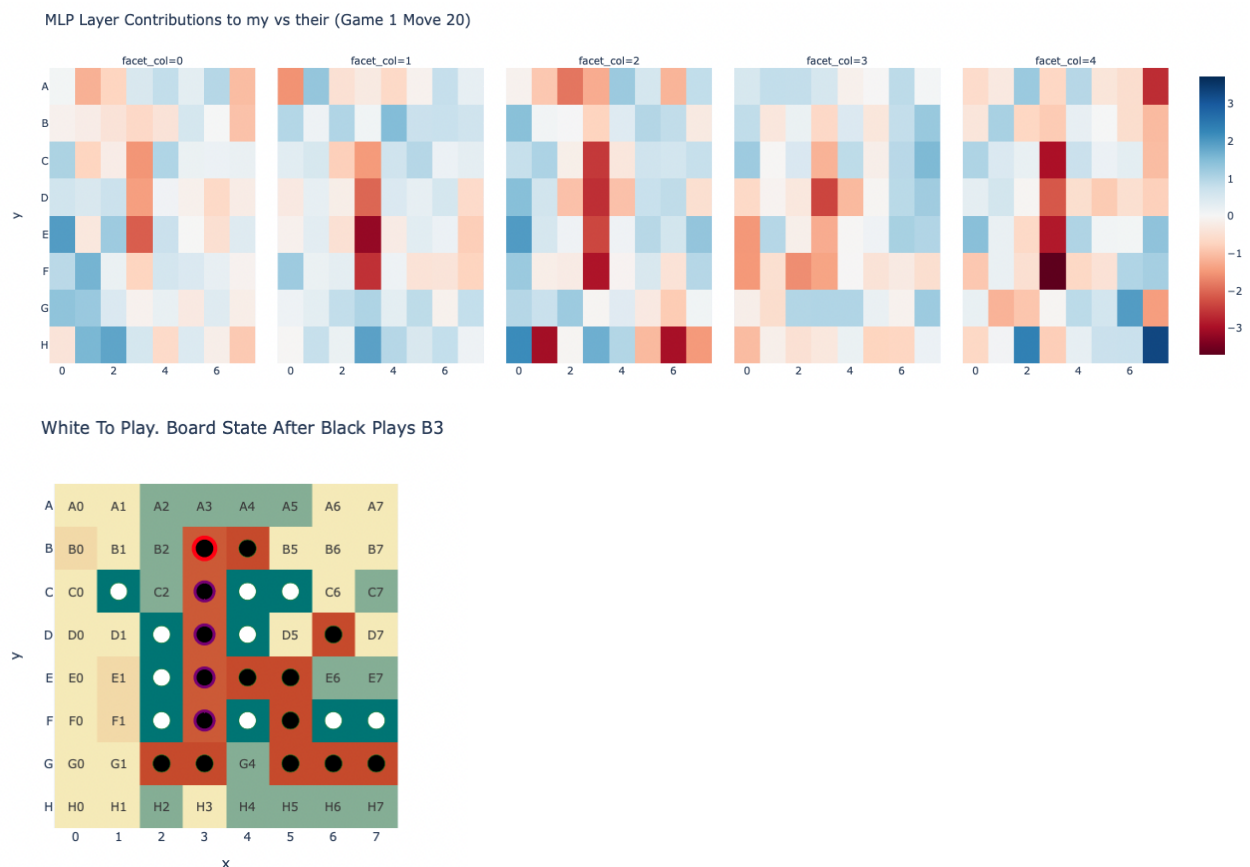 MLP Layer Contributions to my vs their (Game 1 Move 20)
facet_col=0 facet_col=1 facet_col=2 facet_col=3 facet_col=4
A
B
C
D
E
F
G
H
y
3
2
1
0
−1
−2
−3
0 2 4 6 0 2 4 6 0 2 4 6 0 2 4 6 0 2 4 6
White To Play. Board State After Black Plays B3
A A0 A1 A2 A3 A4 A5 A6 A7
B B0 B1 B2 B5 B6 B7
C C0 C2 C6 C7
D D0 D1 D5 D7
E E0 E1 E6 E7
F F0 F1
G G0 G1 G4
H H0 H1 H2 H3 H4 H5 H6 H7
y
0 1 2 3 4 5 6 7
x